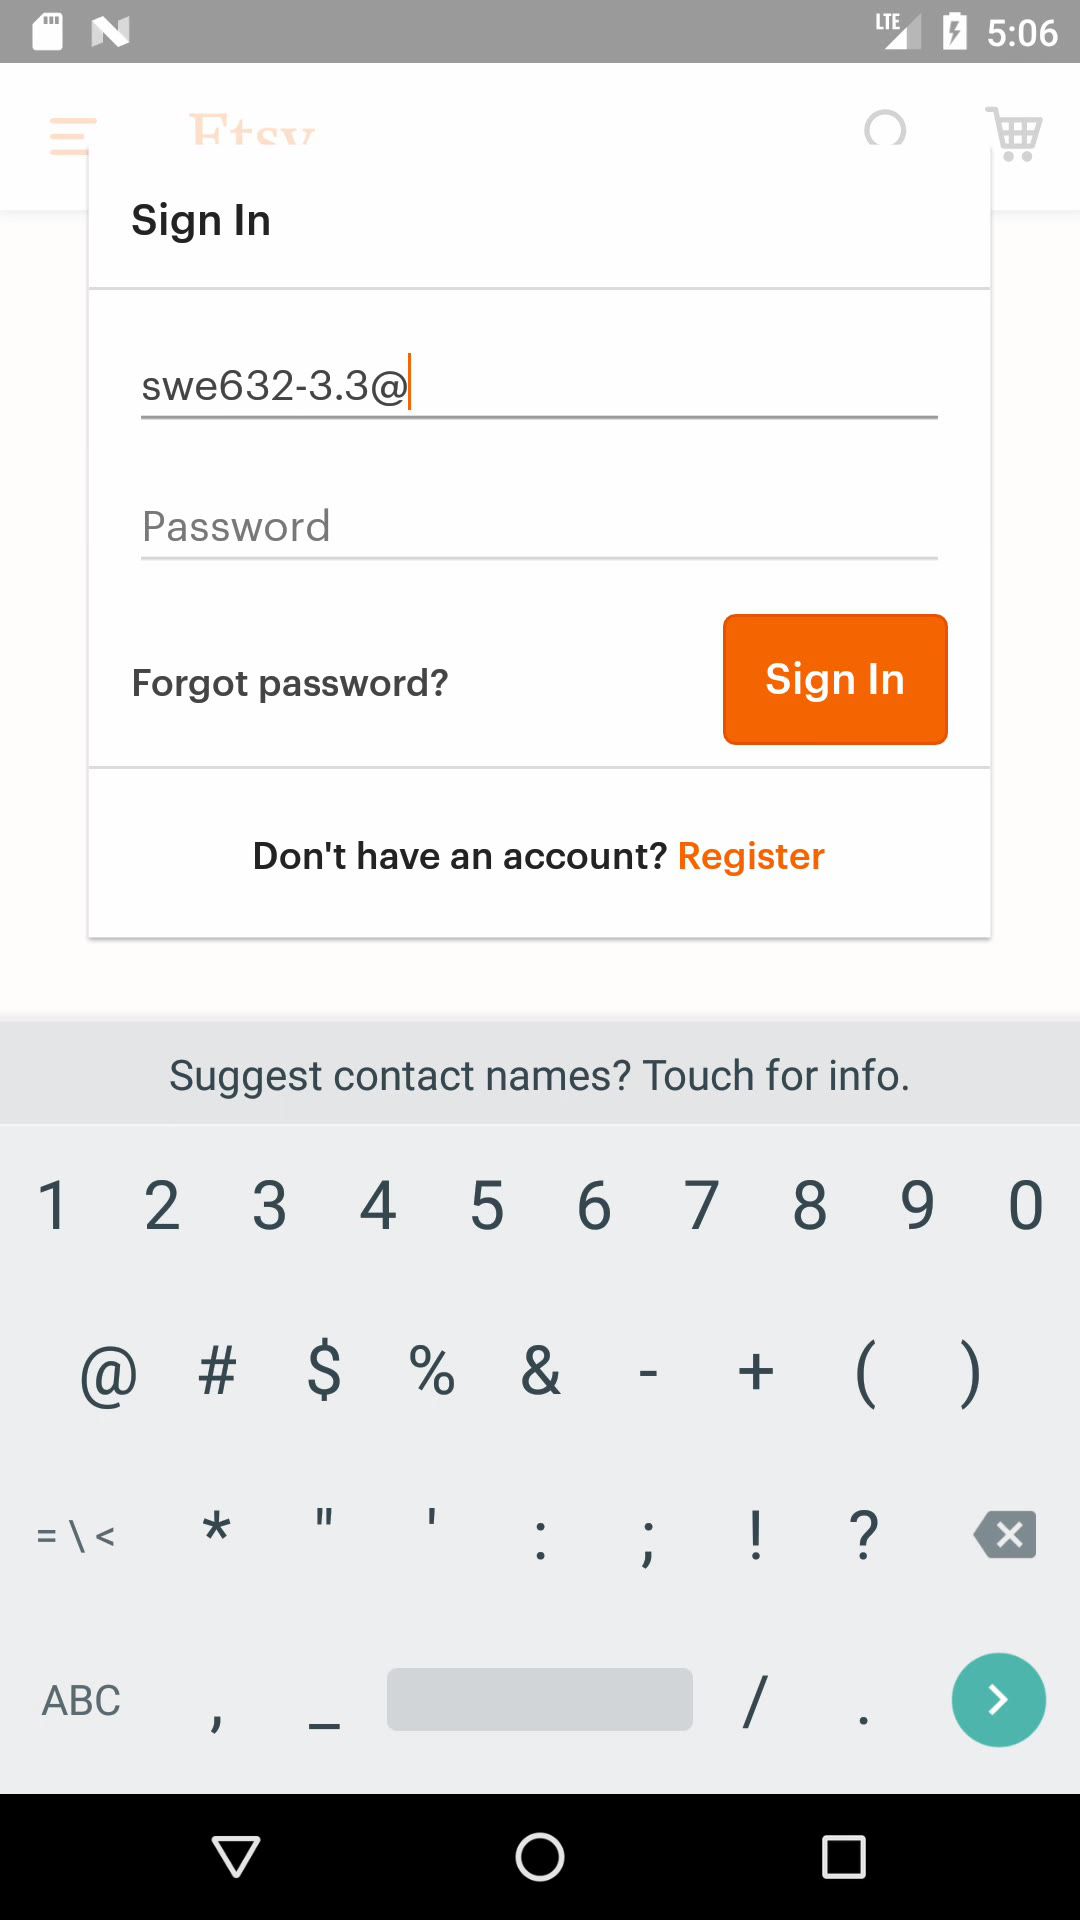 LTE 5:06
Etsy
Sign In
swe632-3.3@
Password
Forgot password?
Sign In
Don't have an account? Register
Suggest contact names? Touch for info.
1 2 3 4 5 6 7 8 9 0
@ # $ % & - + ( )
= \ < * " ' : ; ! ?
ABC , _ / .